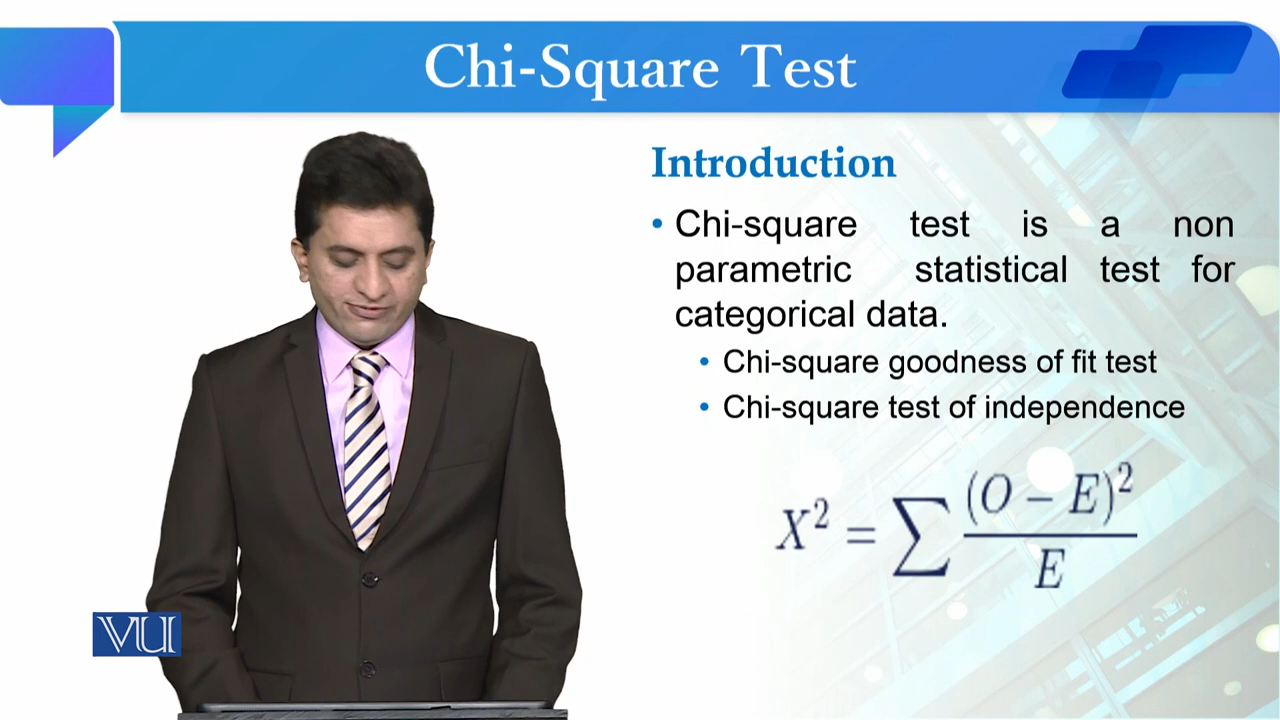 Chi-Square Test
Introduction
• Chi-square test is a non
parametric statistical test for
categorical data.
• Chi-square goodness of fit test
• Chi-square test of independence
X² = ∑ (O − E)² / E
VU